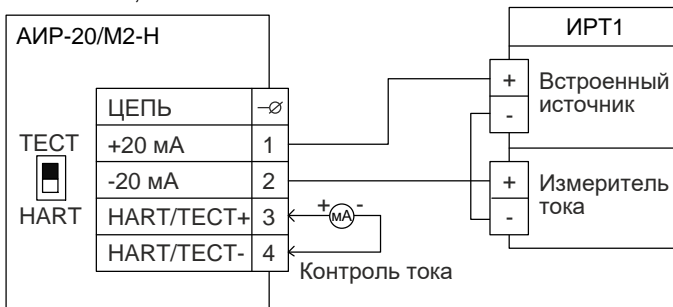 АИР-20/М2-Н
ИРТ1
ЦЕПЬ
ТЕСТ
+20 мА 1
-20 мА 2
HART
HART/ТЕСТ+ 3
HART/ТЕСТ- 4
+ мА -
Контроль тока
+
-
Встроенный
источник
+
-
Измеритель
тока